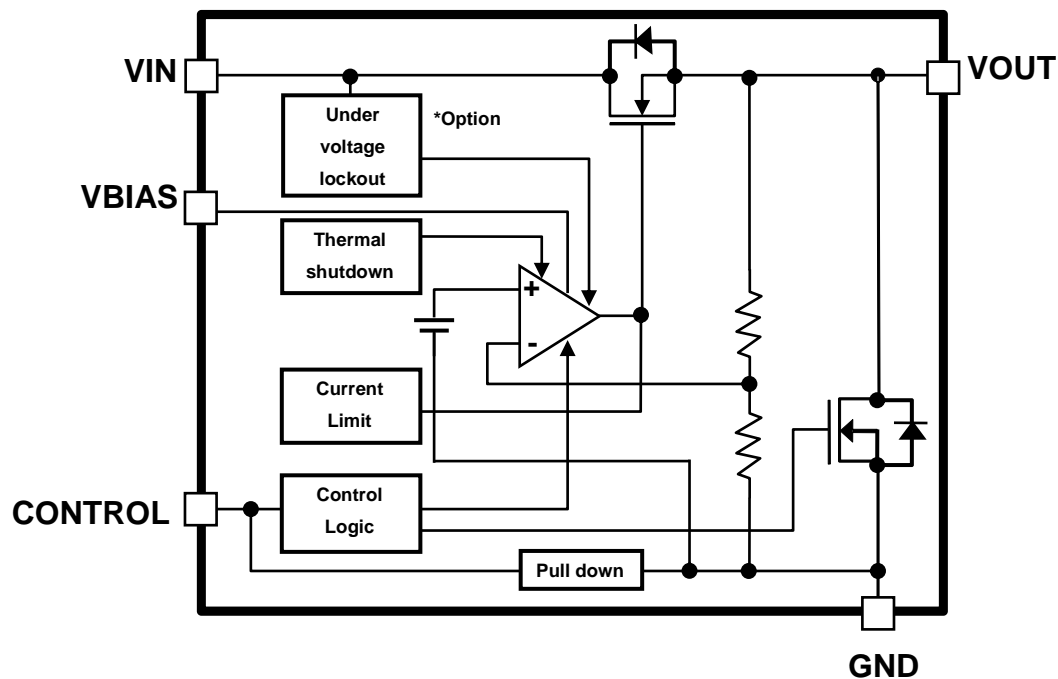 VIN
VOUT
Under
voltage
lockout
*Option
VBIAS
Thermal
shutdown
+
-
Current
Limit
CONTROL
Control
Logic
Pull down
GND